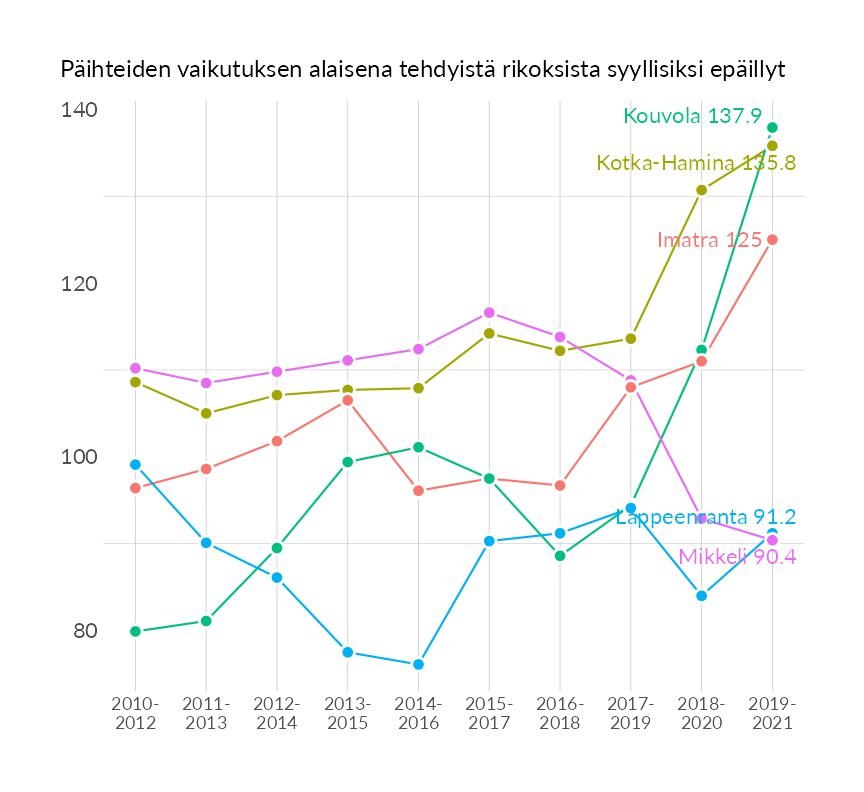 Päihteiden vaikutuksen alaisena tehdyistä rikoksista syyllisiksi epäillyt
140
Kouvola 137.9
Kotka-Hamina 135.8
Imatra 125
120
100
Lappeenranta 91.2
Mikkeli 90.4
80
2010- 2011- 2012- 2013- 2014- 2015- 2016- 2017- 2018- 2019-
2012 2013 2014 2015 2016 2017 2018 2019 2020 2021